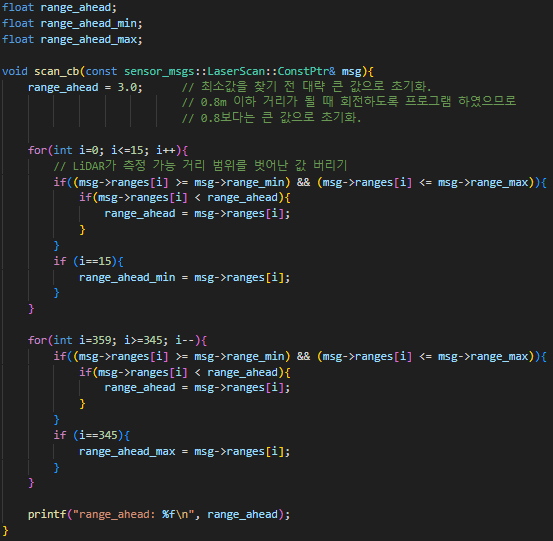 float range_ahead;
float range_ahead_min;
float range_ahead_max;

void scan_cb(const sensor_msgs::LaserScan::ConstPtr& msg){
    range_ahead = 3.0;      // 최소값을 찾기 전 대략 큰 값으로 초기화.
                            // 0.8m 이하 거리가 될 때 회전하도록 프로그램 하였으므로
                            // 0.8보다는 큰 값으로 초기화.

    for(int i=0; i<=15; i++){
        // LiDAR가 측정 가능 거리 범위를 벗어난 값 버리기
        if((msg->ranges[i] >= msg->range_min) && (msg->ranges[i] <= msg->range_max)){
            if(msg->ranges[i] < range_ahead){
                range_ahead = msg->ranges[i];
            }
        }
        if (i==15){
            range_ahead_min = msg->ranges[i];
        }
    }

    for(int i=359; i>=345; i--){
        if((msg->ranges[i] >= msg->range_min) && (msg->ranges[i] <= msg->range_max)){
            if(msg->ranges[i] < range_ahead){
                range_ahead = msg->ranges[i];
            }
        }
        if (i==345){
            range_ahead_max = msg->ranges[i];
        }
    }

    printf("range_ahead: %f\n", range_ahead);
}